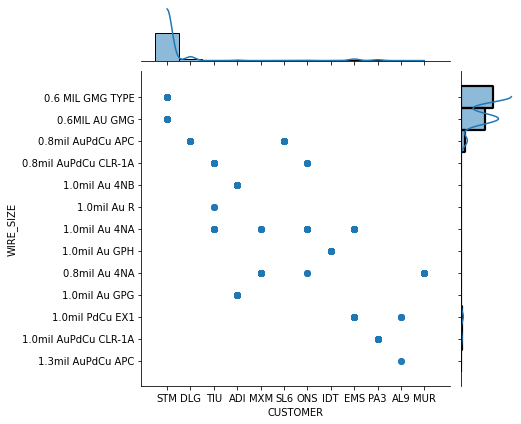 0.6 MIL GMG TYPE
0.6MIL AU GMG
0.8mil AuPdCu APC
0.8mil AuPdCu CLR-1A
1.0mil Au 4NB
1.0mil Au R
1.0mil Au 4NA
1.0mil Au GPH
0.8mil Au 4NA
1.0mil Au GPG
1.0mil PdCu EX1
1.0mil AuPdCu CLR-1A
1.3mil AuPdCu APC
WIRE_SIZE
STM DLG TIU ADI MXM SL6 ONS IDT EMS PA3 AL9 MUR
CUSTOMER